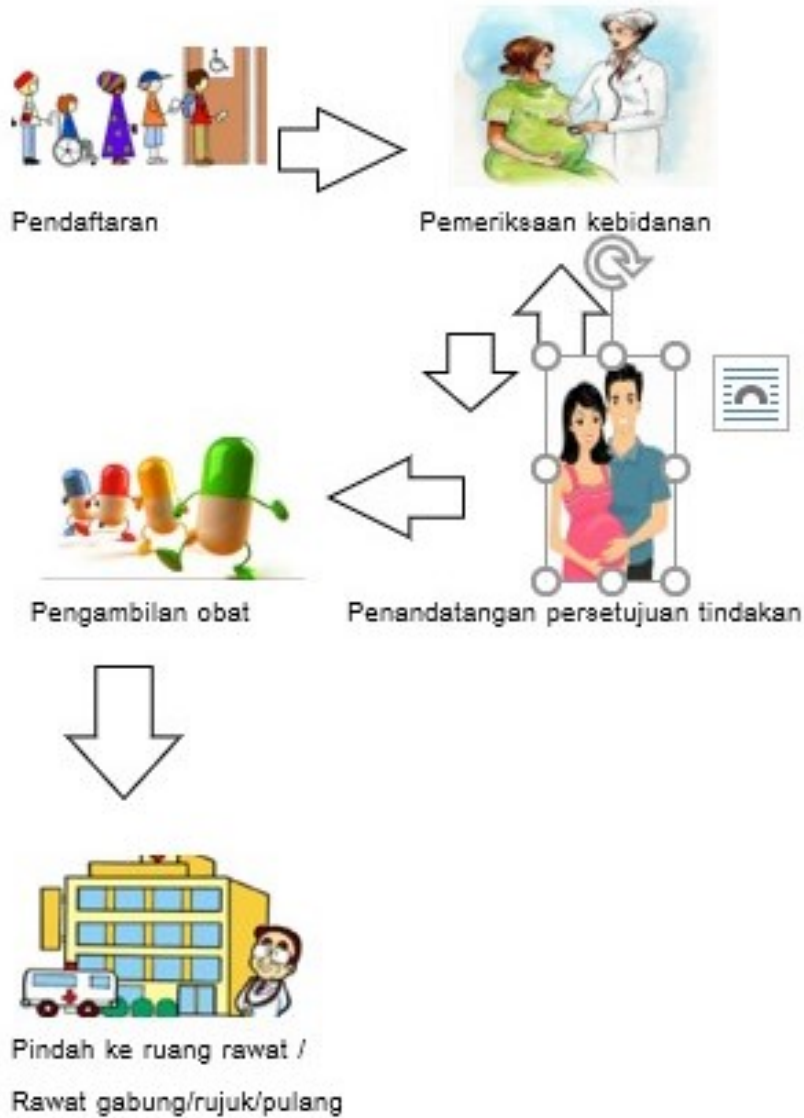 Pendaftaran
Pemeriksaan kebidanan
Pengambilan obat
Penandatangan persetujuan tindakan
Pindah ke ruang rawat /
Rawat gabung/rujuk/pulang